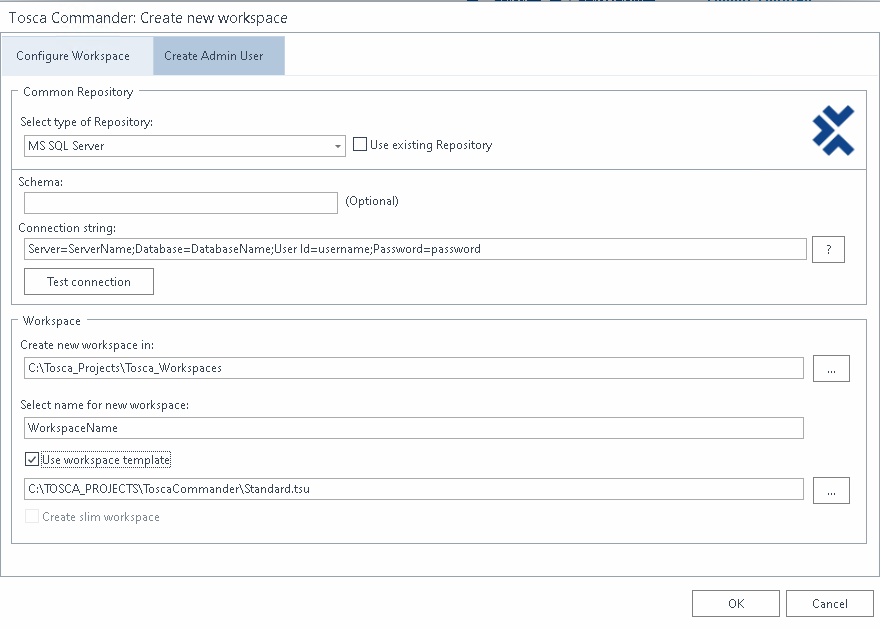 Tosca Commander: Create new workspace
Configure Workspace
Create Admin User
Common Repository
Select type of Repository:
MS SQL Server
Use existing Repository
Schema:
(Optional)
Connection string:
Server=ServerName;Database=DatabaseName;User Id=username;Password=password
?
Test connection
Workspace
Create new workspace in:
C:\Tosca_Projects\Tosca_Workspaces
...
Select name for new workspace:
WorkspaceName
Use workspace template
C:\TOSCA_PROJECTS\ToscaCommander\Standard.tsu
...
Create slim workspace
OK
Cancel